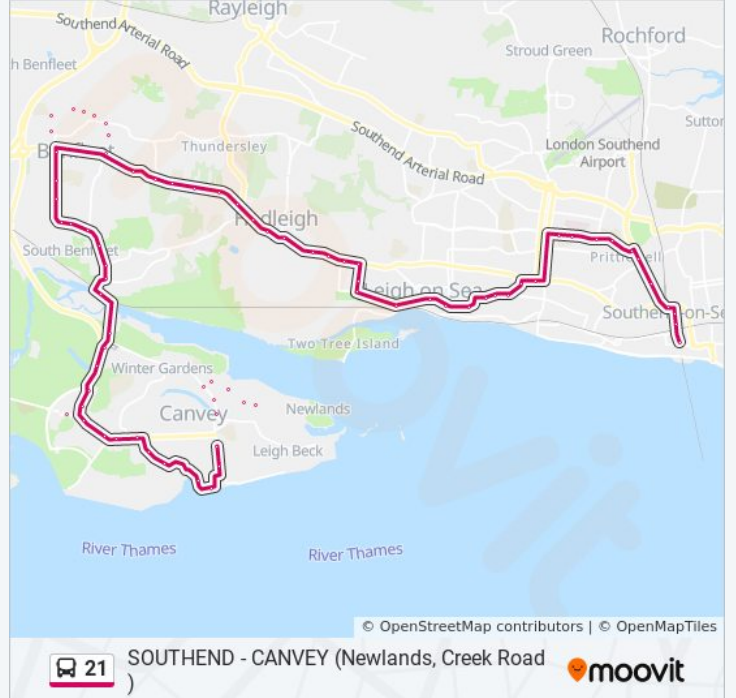 Rayleigh
Southend Arterial Road
Rochford
Stroud Green
h Benfleet
Sutton
Southend Arterial Road
London Southend
Airport
Thundersley
Hadleigh
South Benfleet
Prittlewell
Leigh on Sea
Southend-on-Se
Two Tree Island
Winter Gardens
Canvey
Newlands
Leigh Beck
River Thames
River Thames
© OpenStreetMap contributors | © OpenMapTiles
21
SOUTHEND - CANVEY (Newlands, Creek Road
)
moovit